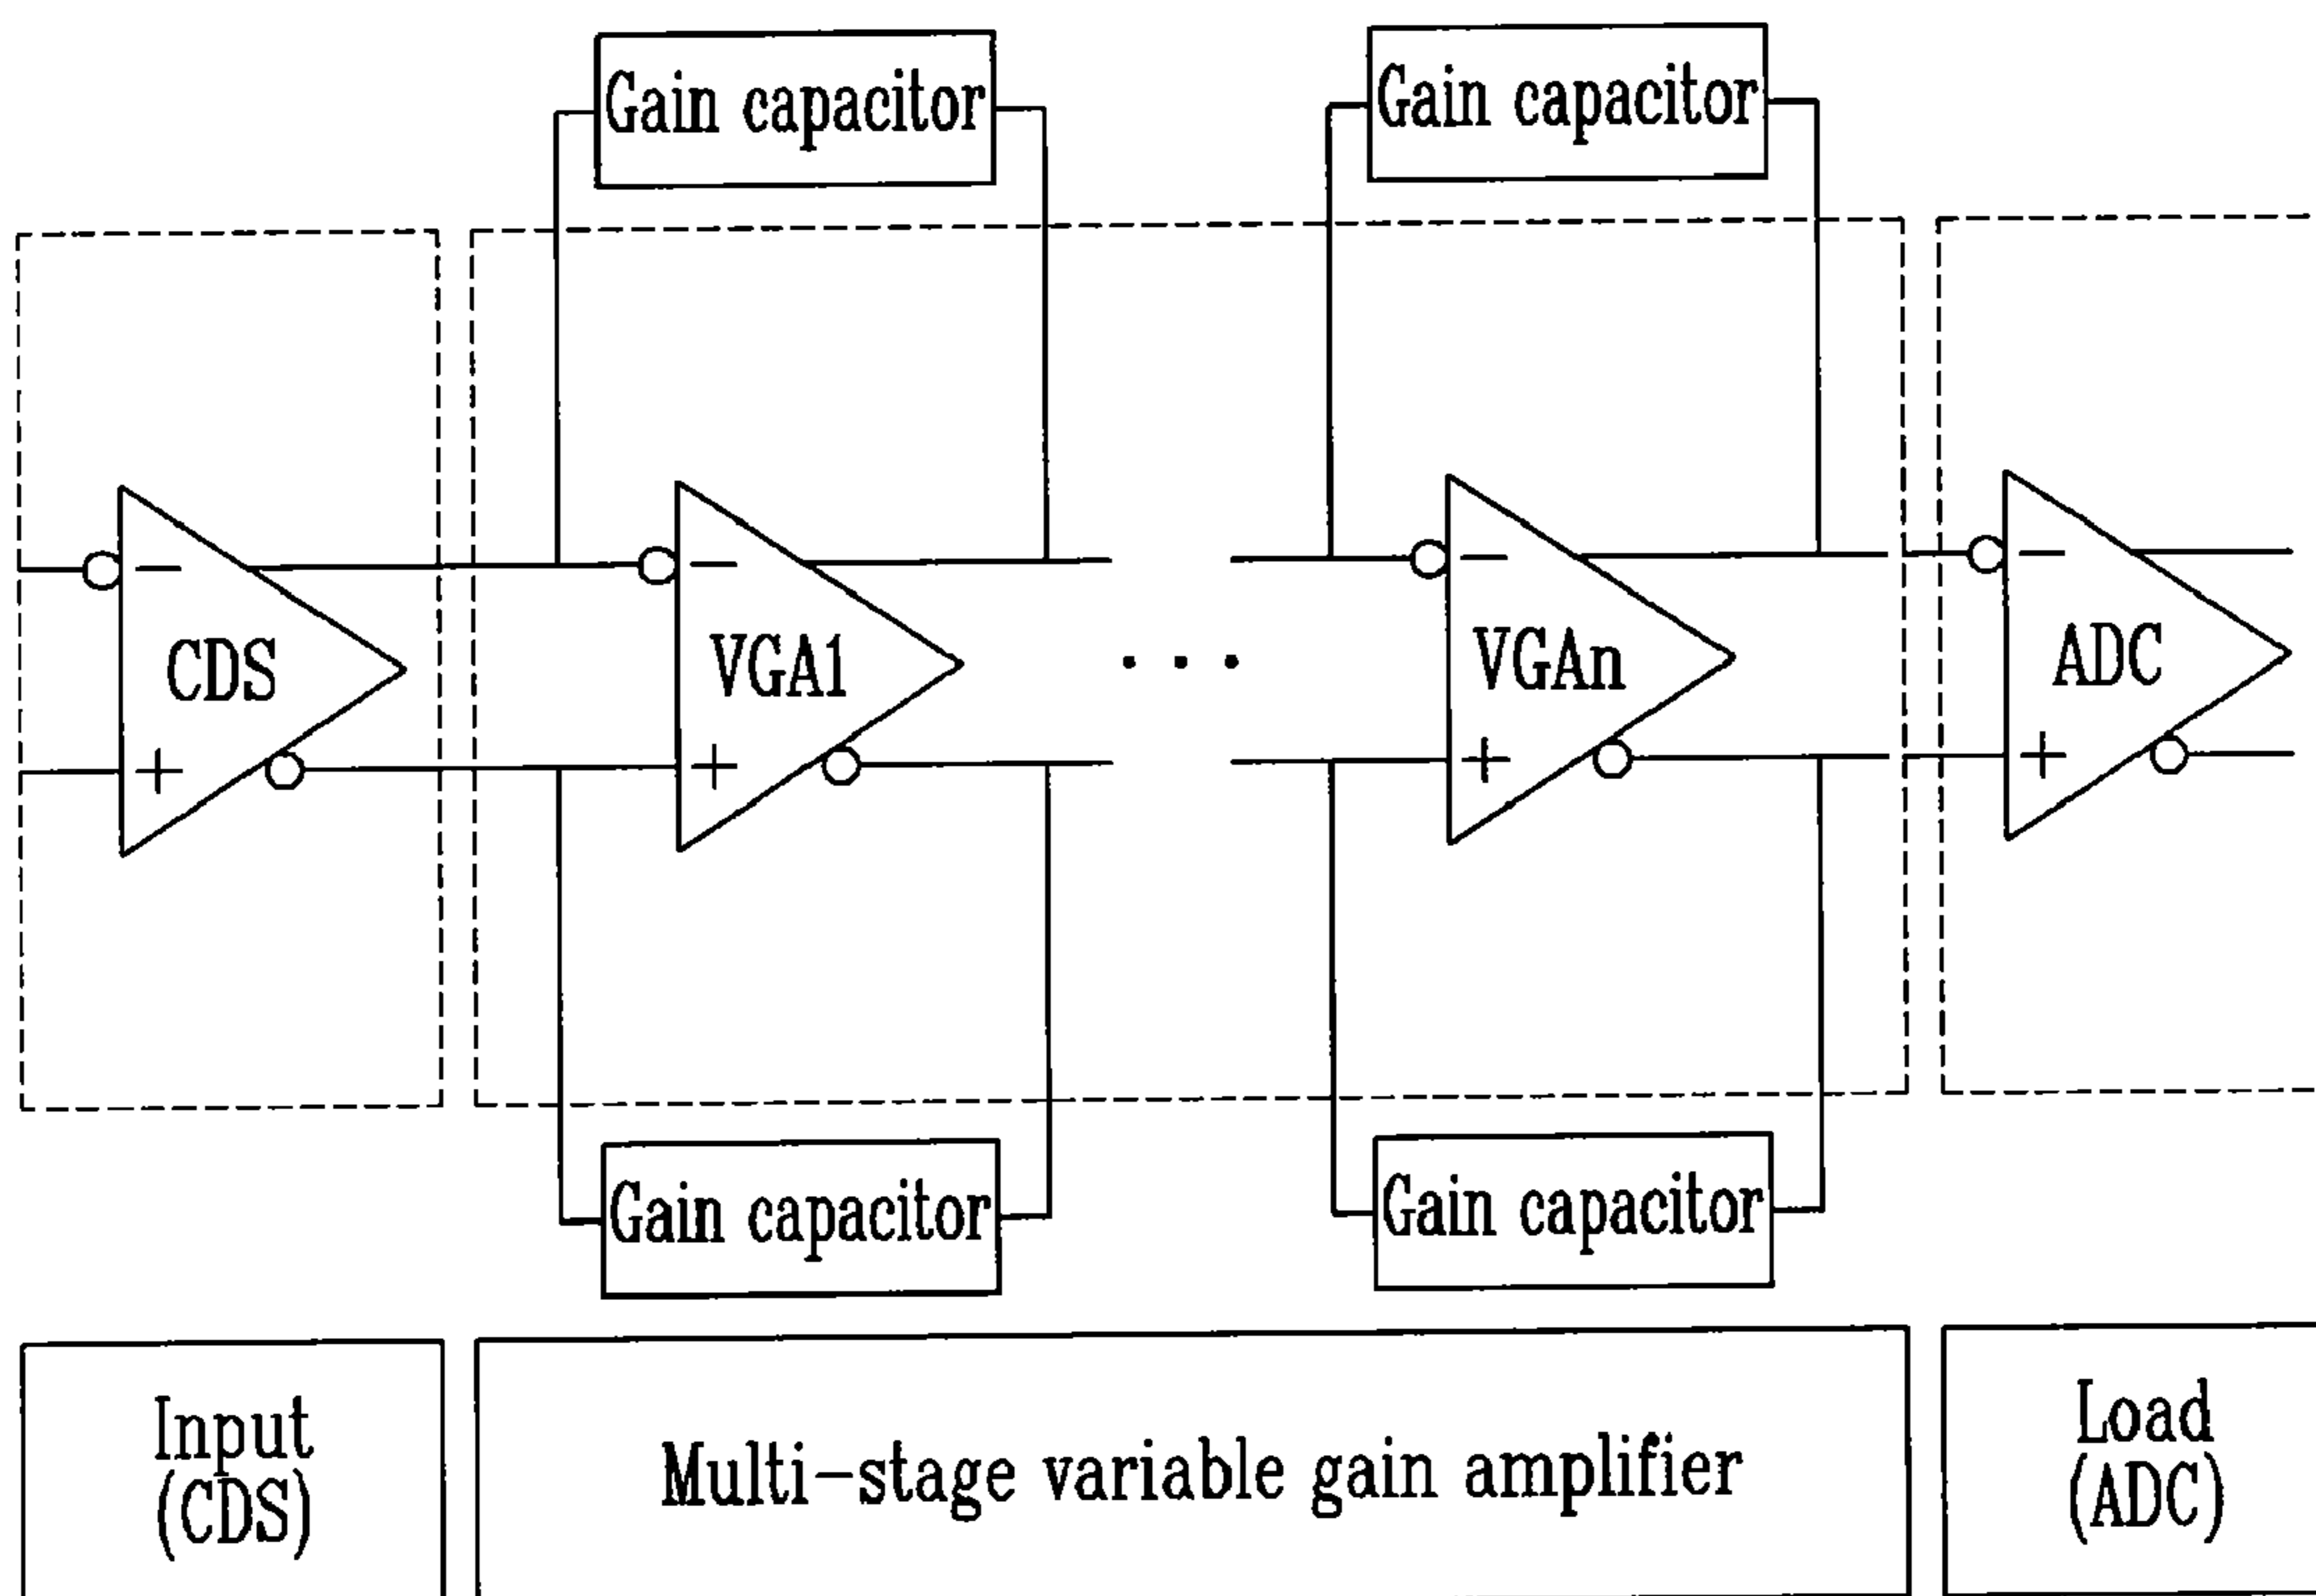 Gain capacitor
Gain capacitor
−
−
−
−
CDS
VGA1
• • •
VGAn
ADC
+
+
+
+
Gain capacitor
Gain capacitor
Input
(CDS)
Multi-stage variable gain amplifier
Load
(ADC)